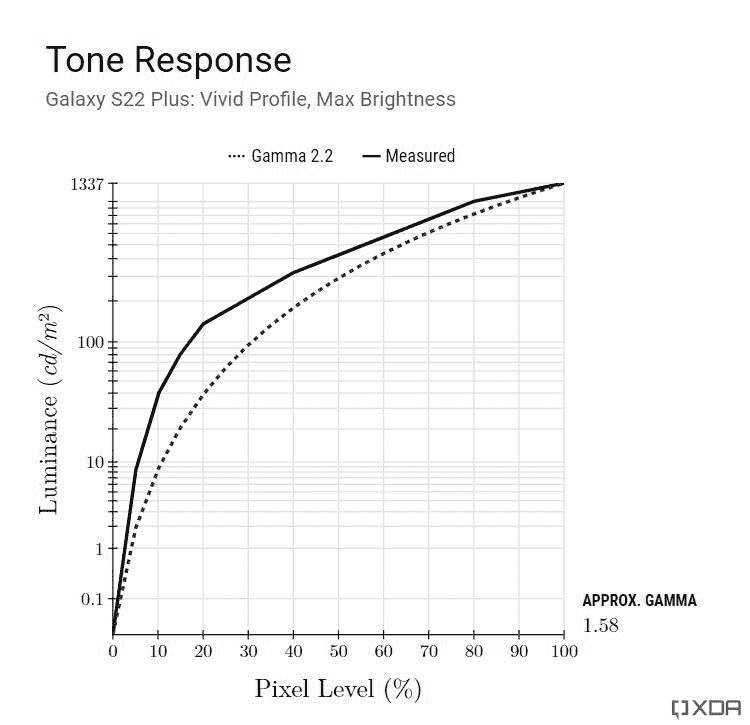 Tone Response
Galaxy S22 Plus: Vivid Profile, Max Brightness
Gamma 2.2 Measured
1337
100
10
1
0.1
Luminance (cd/m²)
0 10 20 30 40 50 60 70 80 90 100
Pixel Level (%)
APPROX. GAMMA
1.58
XDA